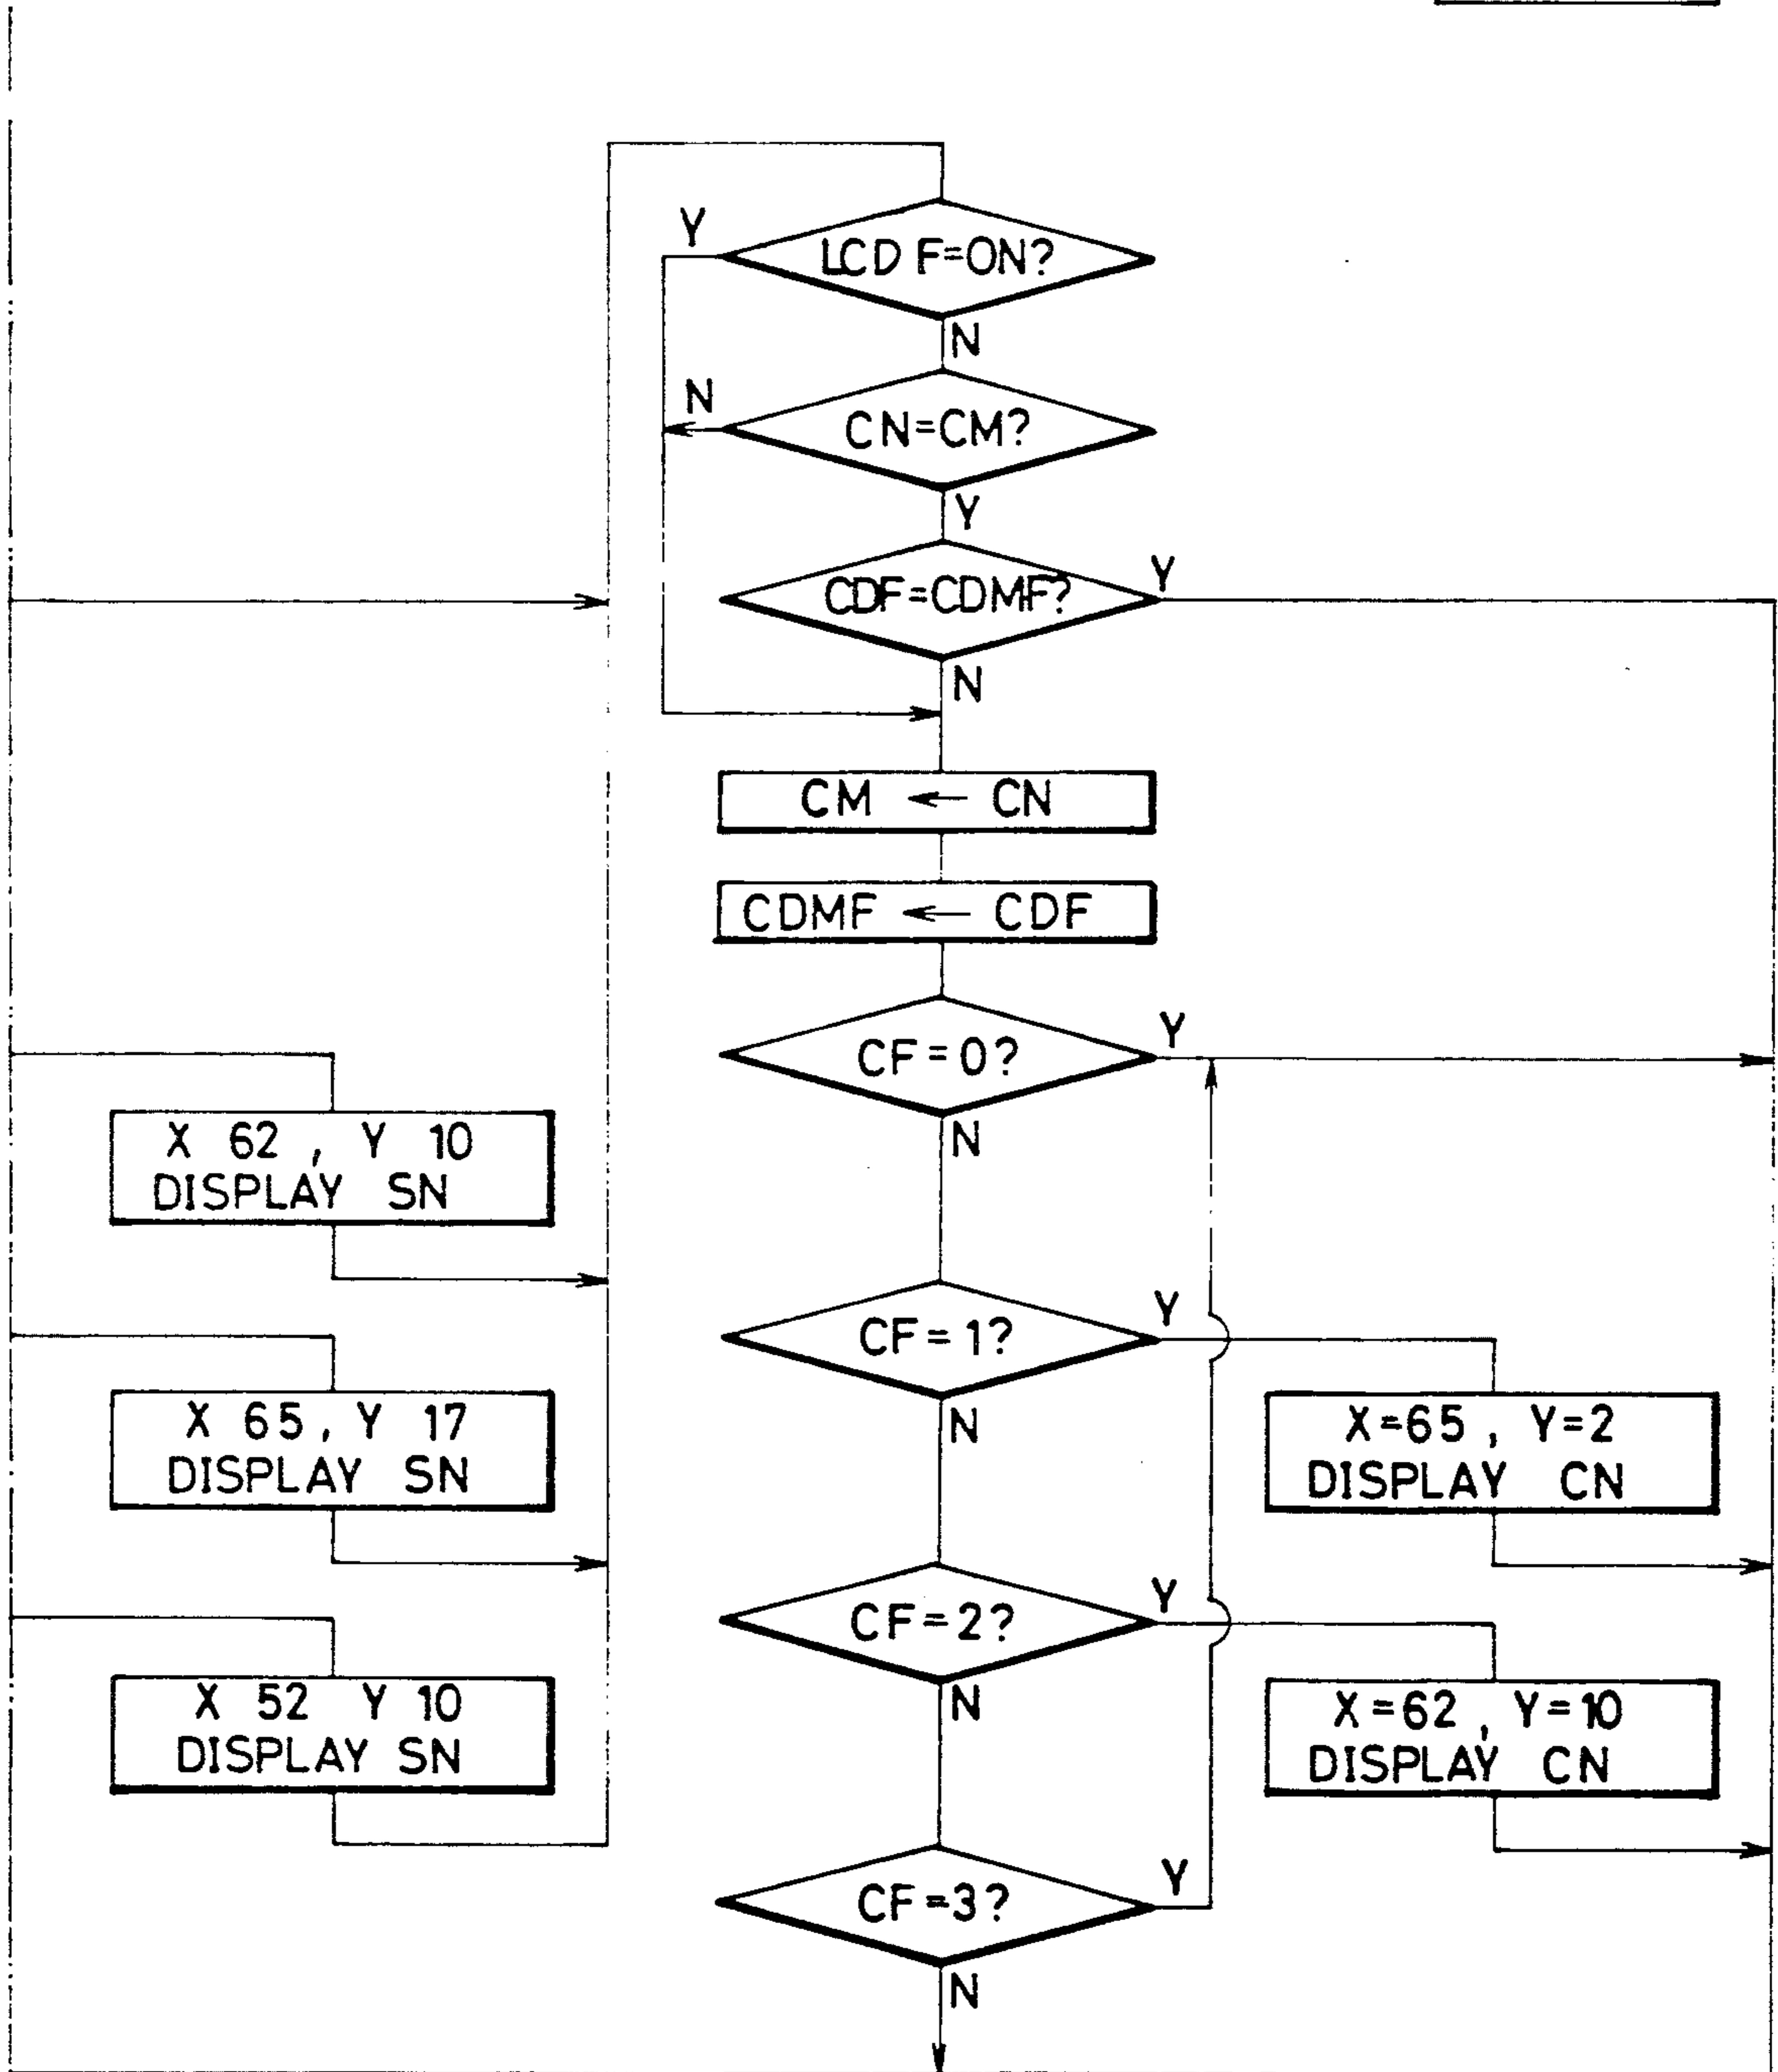 Y
LCD F=ON?
N
N
CN=CM?
Y
CDF=CDMF?
Y
N
CM ← CN
CDMF ← CDF
CF=0?
Y
N
X 62 , Y 10
DISPLAY SN
CF=1?
Y
N
X 65 , Y 17
DISPLAY SN
X=65 , Y=2
DISPLAY CN
CF=2?
Y
N
X 52 Y 10
DISPLAY SN
X=62 , Y=10
DISPLAY CN
CF=3?
Y
N